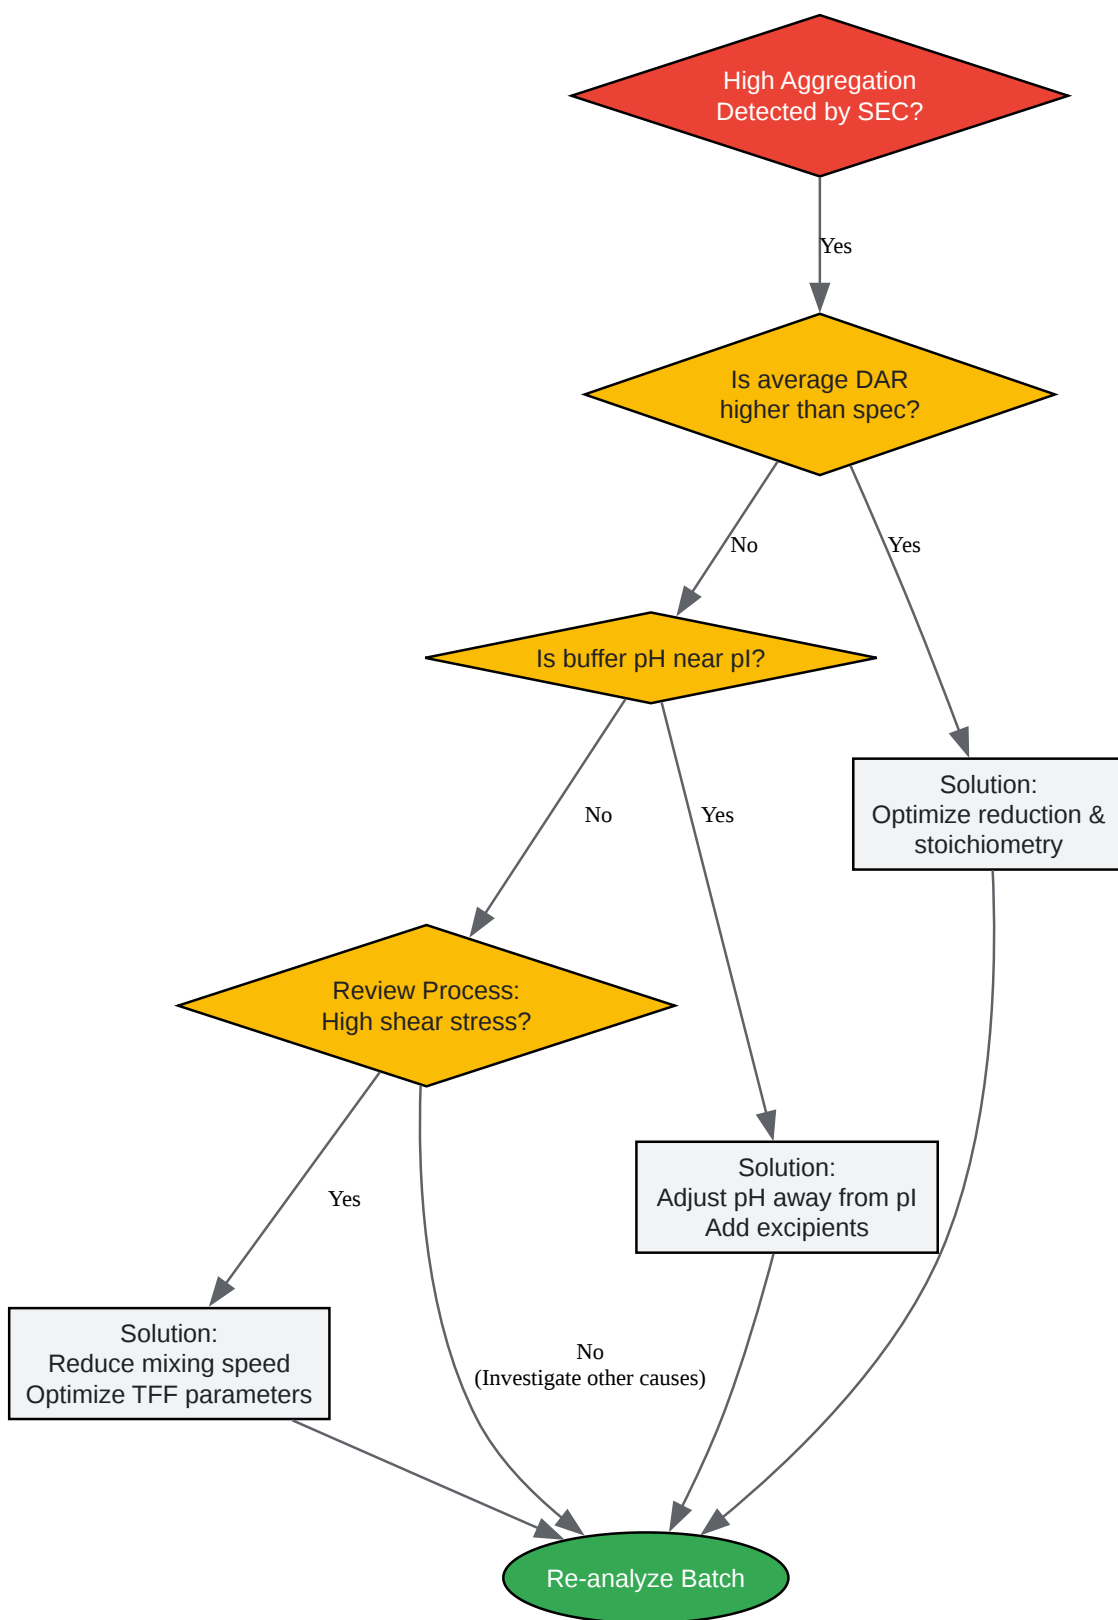 High Aggregation
Detected by SEC?
Yes
Is average DAR
higher than spec?
No
Yes
Is buffer pH near pI?
No
Yes
Solution:
Optimize reduction &
stoichiometry
Review Process:
High shear stress?
Yes
Solution:
Adjust pH away from pI
Add excipients
No
(Investigate other causes)
Solution:
Reduce mixing speed
Optimize TFF parameters
Re-analyze Batch